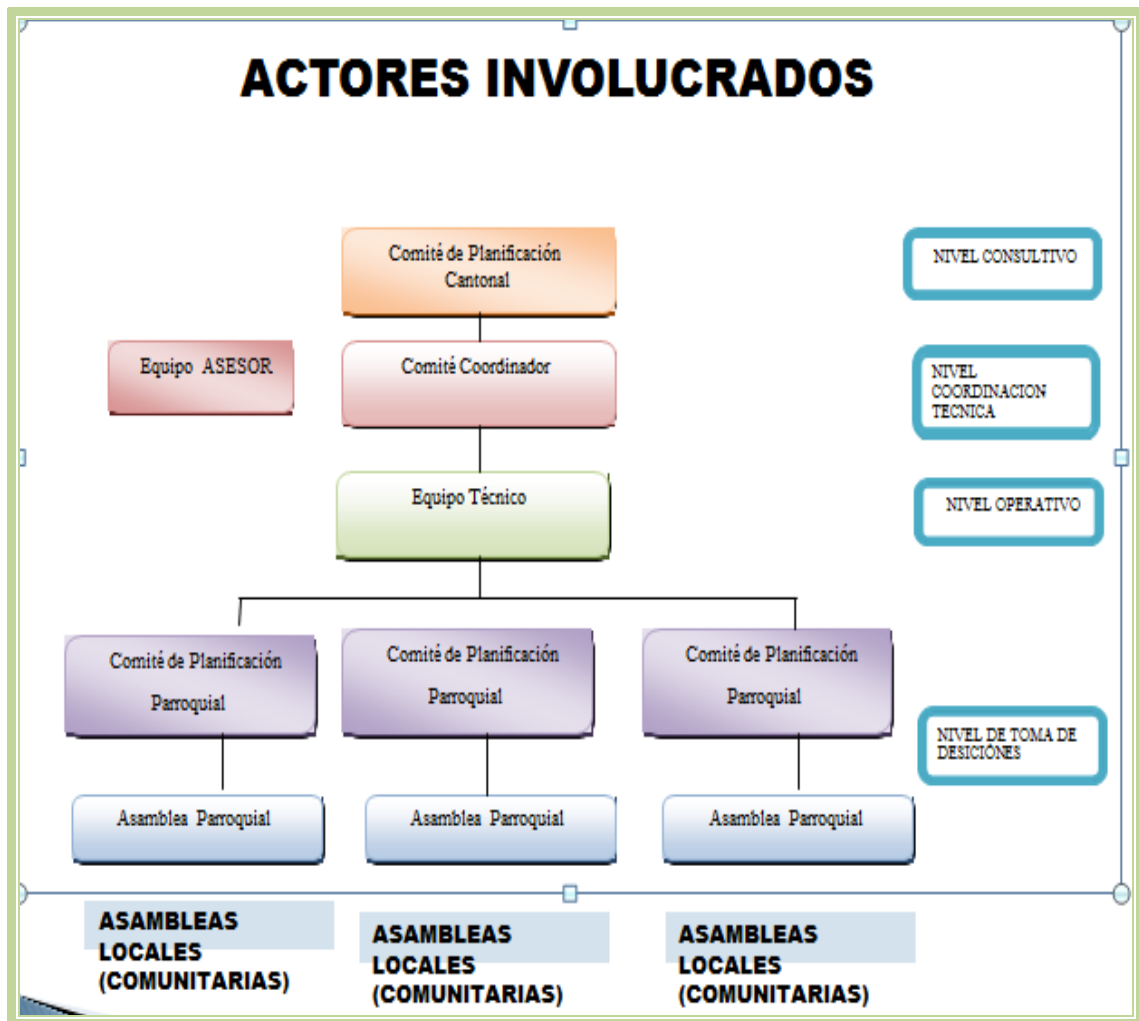 ACTORES INVOLUCRADOS
Comité de Planificación
Cantonal
NIVEL CONSULTIVO
Equipo ASESOR
Comité Coordinador
NIVEL
COORDINACION
TECNICA
Equipo Técnico
NIVEL OPERATIVO
Comité de Planificación
Parroquial
Comité de Planificación
Parroquial
Comité de Planificación
Parroquial
NIVEL DE TOMA DE
DESICIÓNES
Asamblea Parroquial
Asamblea Parroquial
Asamblea Parroquial
ASAMBLEAS
LOCALES
(COMUNITARIAS)
ASAMBLEAS
LOCALES
(COMUNITARIAS)
ASAMBLEAS
LOCALES
(COMUNITARIAS)